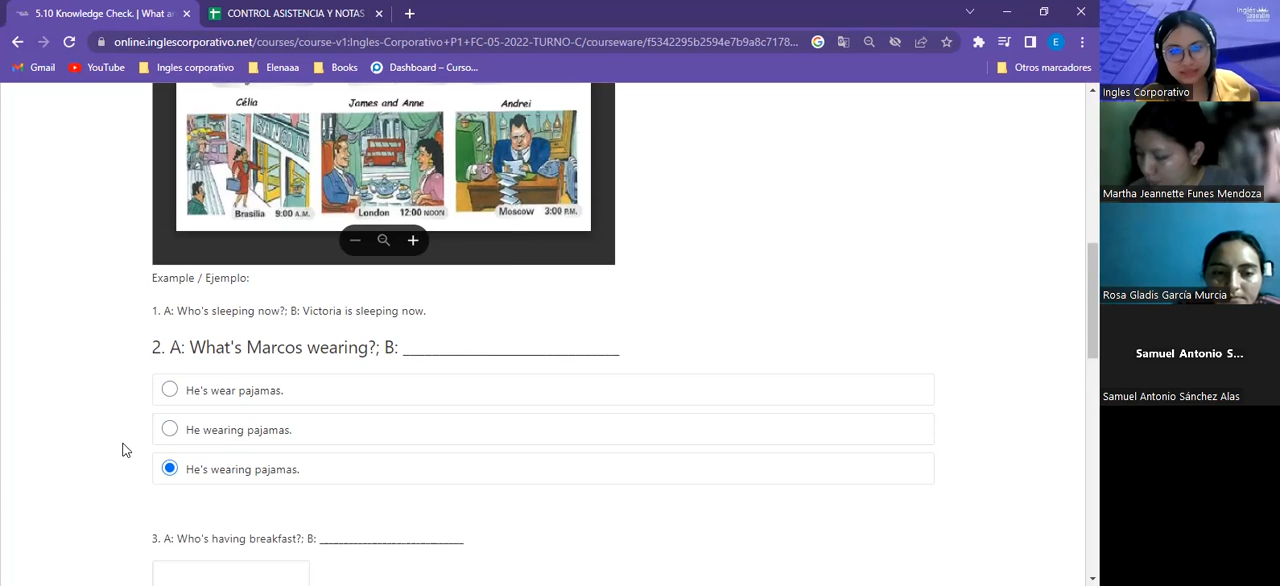 5.10 Knowledge Check. | What ar
CONTROL ASISTENCIA Y NOTAS
online.inglescorporativo.net/courses/course-v1:Ingles-Corporativo+P1+FC-05-2022-TURNO-C/courseware/f5342295b2594e7b9a8c7178...
Gmail
YouTube
Ingles corporativo
Elenaaa
Books
Dashboard – Curso...
Otros marcadores
E
Célia
James and Anne
Andrei
Brasilia 9:00 A.M.
London 12:00 NOON
Moscow 3:00 P.M.
Example / Ejemplo:
1. A: Who's sleeping now?; B: Victoria is sleeping now.
2. A: What's Marcos wearing?; B: ____________________________
He's wear pajamas.
He wearing pajamas.
He's wearing pajamas.
3. A: Who's having breakfast?; B: ____________________________
Inglés Corporativo
Ingles Corporativo
Martha Jeannette Funes Mendoza
Rosa Gladis García Murcia
Samuel Antonio S...
Samuel Antonio Sánchez Alas